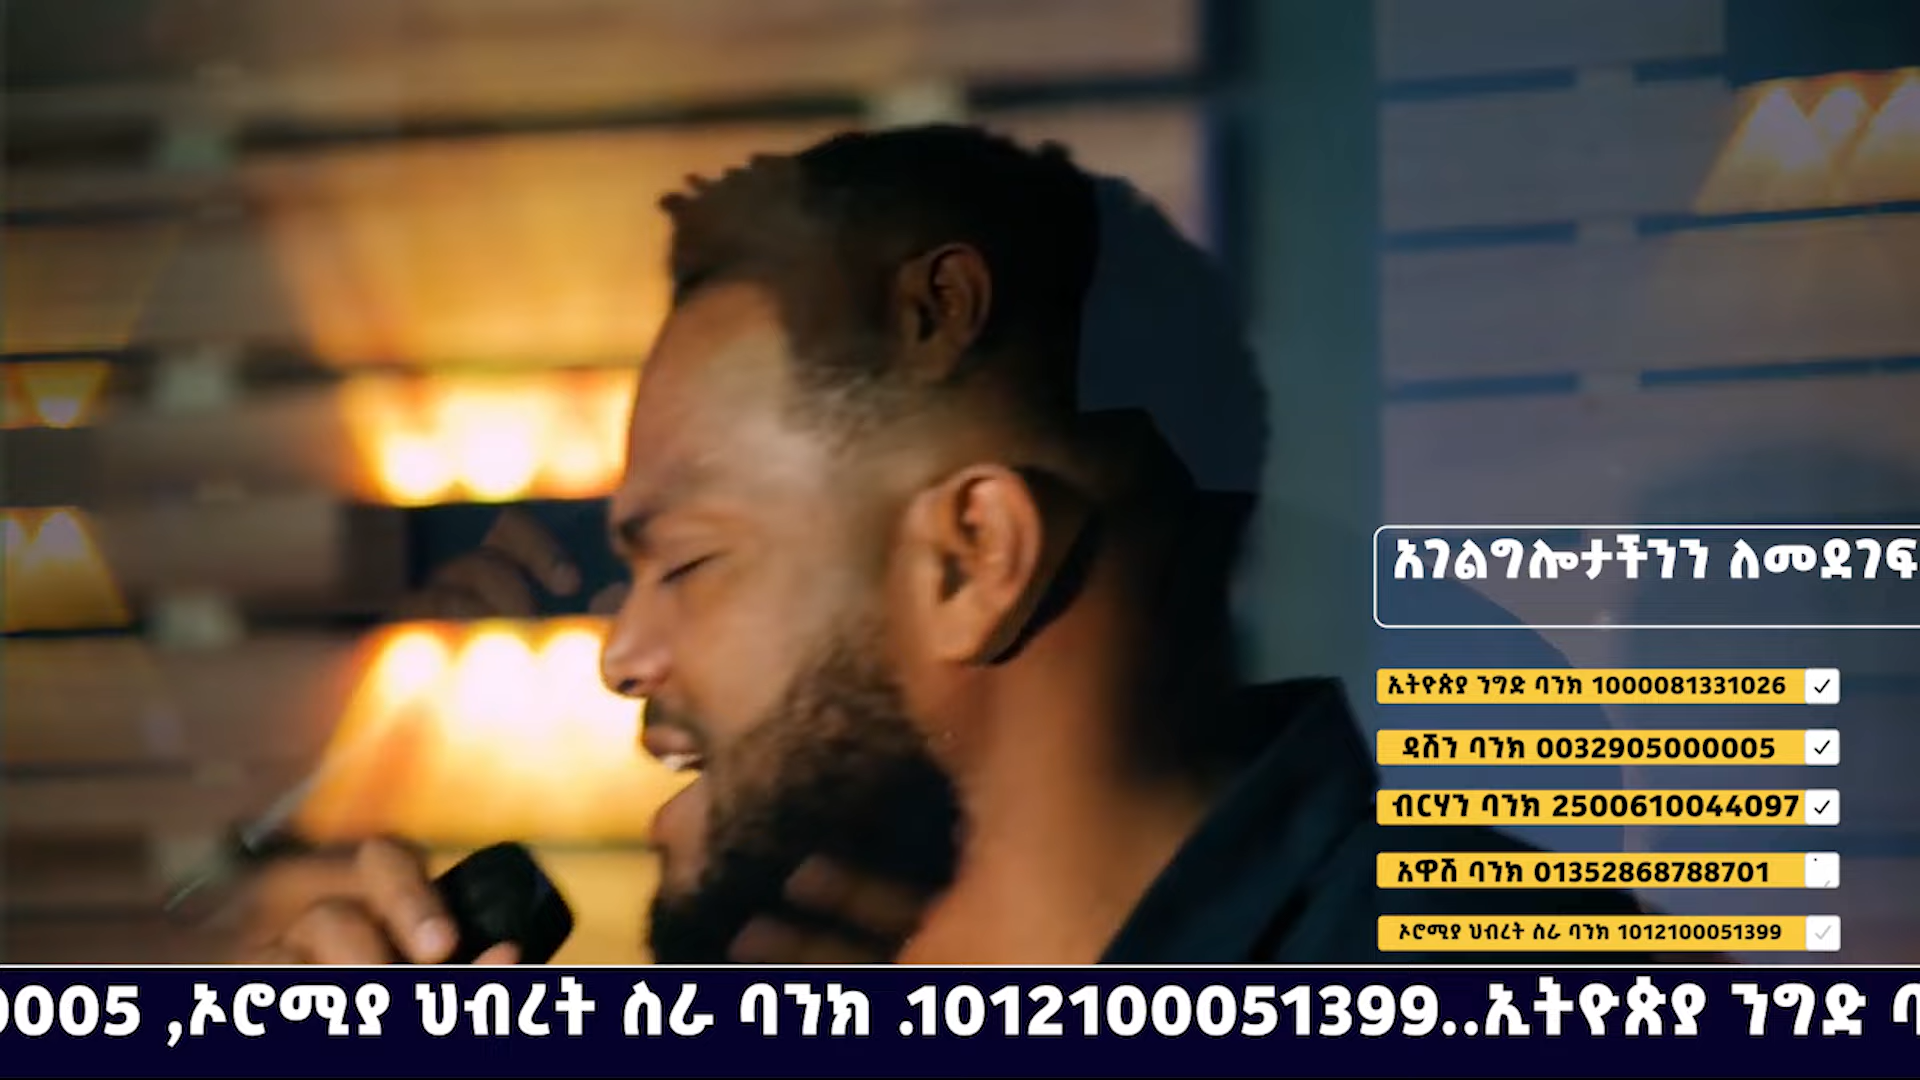 አገልግሎታችንን ለመደገፍ
ኢትዮጵያ ንግድ ባንክ 1000081331026
ዳሽን ባንክ 0032905000005
ብርሃን ባንክ 2500610044097
አዋሽ ባንክ 01352868788701
ኦሮሚያ ህብረት ስራ ባንክ 1012100051399
0005 ,ኦሮሚያ ህብረት ስራ ባንክ .1012100051399..ኢትዮጵያ ንግድ ባ